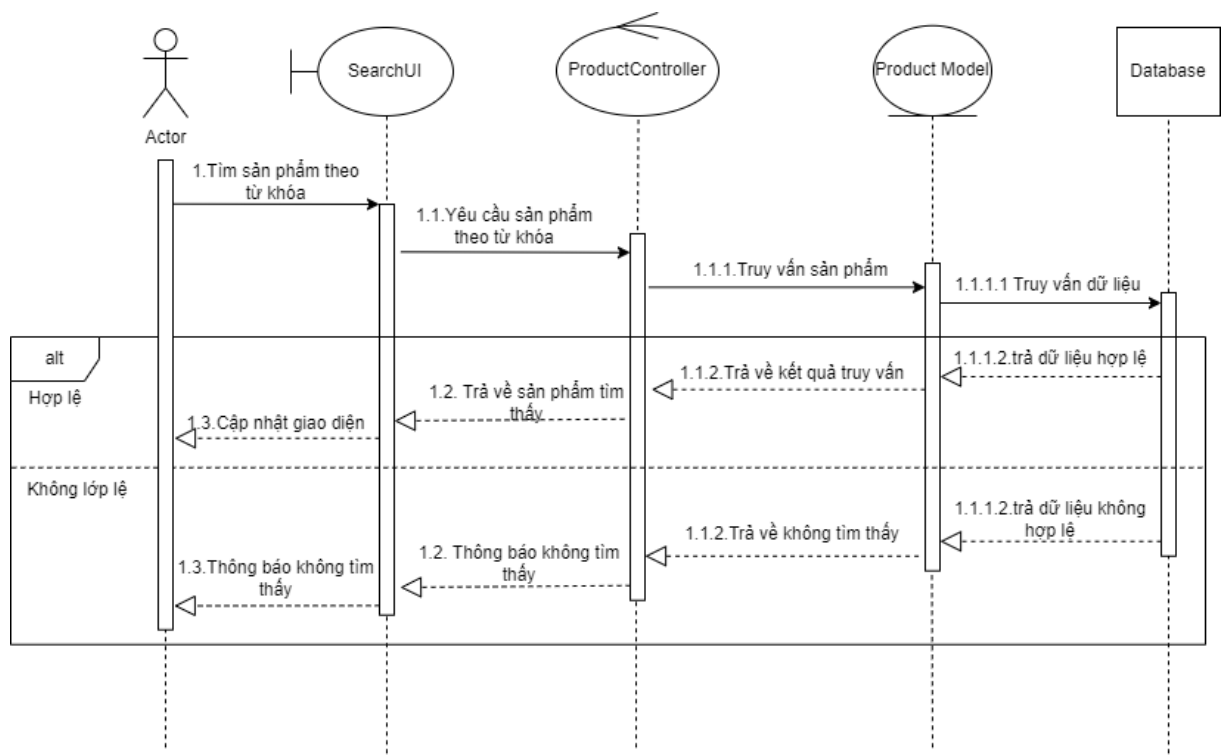 SearchUI
ProductController
Product Model
Database
Actor
1.Tìm sản phẩm theo
từ khóa
1.1.Yêu cầu sản phẩm
theo từ khóa
1.1.1.Truy vấn sản phẩm
1.1.1.1 Truy vấn dữ liệu
alt
Hợp lệ
1.1.1.2.trả dữ liệu hợp lệ
1.1.2.Trả về kết quả truy vấn
1.2. Trả về sản phẩm tìm
thấy
1.3.Cập nhật giao diện
Không lớp lệ
1.1.1.2.trả dữ liệu không
hợp lệ
1.1.2.Trả về không tìm thấy
1.2. Thông báo không tìm
thấy
1.3.Thông báo không tìm
thấy